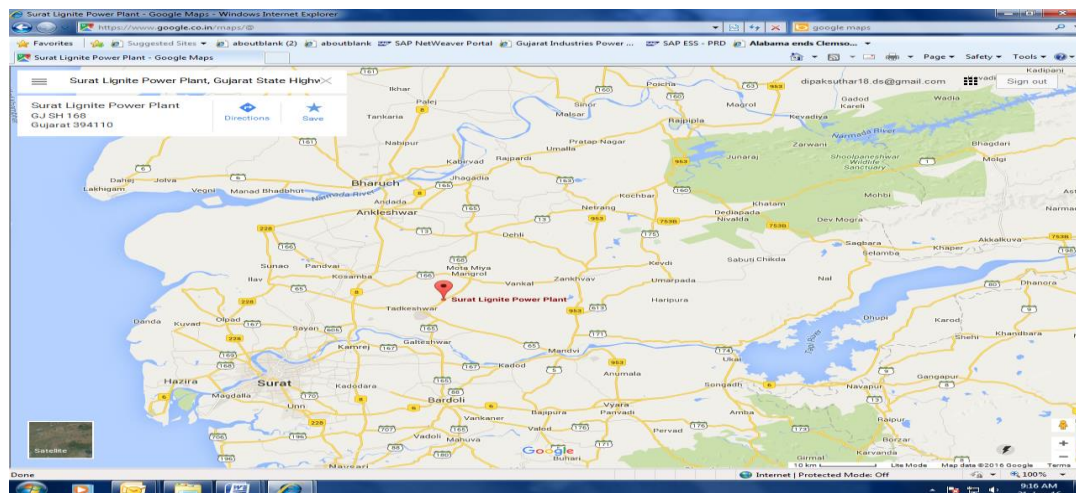 Surat Lignite Power Plant - Google Maps - Windows Internet Explorer
https://www.google.co.in/maps/@
google maps
Favorites Suggested Sites aboutblank (2) aboutblank SAP NetWeaver Portal Gujarat Industries Power ... SAP ESS - PRD Alabama ends Clemso...
Surat Lignite Power Plant - Google Maps
Page Safety Tools
Surat Lignite Power Plant, Gujarat State Highw
dipaksuthar18.ds@gmail.com
Sign out
Kadipani
Surat Lignite Power Plant
GJ SH 168
Gujarat 394110
Directions
Save
Ikhar
Palej
Tankaria
Sinor
Malsar
Poicha
Rajpipla
Magrol
Kevadiya
Gadod
Kareli
Wadia
Narmada River
Zarwani
Bhagdari
Nabipur
Pratap Nagar
Umalla
Kabirvad
Rajpardi
Junaraj
Shoolpaneshwar
Wildlife
Sanctuary
Molgi
Dahej
Jolva
Lakhigam
Vegni
Manad Bhadbhut
Narmada River
Bharuch
Jhagadia
Andada
Ankleshwar
Netrang
Kochbar
Khatam
Dediapada
Nivalda
Mohbi
Dev Mogra
Dehli
Sagbara
Selamba
Akkalkuva
Khaper
Sunao
Pandvai
Ilav
Kosamba
Mota Miya
Mangrol
Vankal
Zankhvav
Kevdi
Umarpada
Sabuti Chikda
Nal
Dhanora
Surat Lignite Power Plant
Tadkeshwar
Haripura
Danda
Kuvad
Olpad
Sayan
Kamrej
Galteshwar
Kadod
Mandvi
Anumala
Dhupi
Karod
Khandbara
Shehi
Tapi River
Ukai
Hazira
Surat
Magdalla
Unn
Kadodara
Bardoli
Songadh
Navapur
Gangapur
Vankaner
Bajipura
Vyara
Panvadi
Amba
Raipur
Valod
Pervad
Vadoli
Mahuva
Buhari
Borzar
Karvanda
Girmal
Navsari
Satellite
Google
10 km
Lite Mode
Map data ©2016 Google
Terms
Done
Internet | Protected Mode: Off
100%
9:16 AM